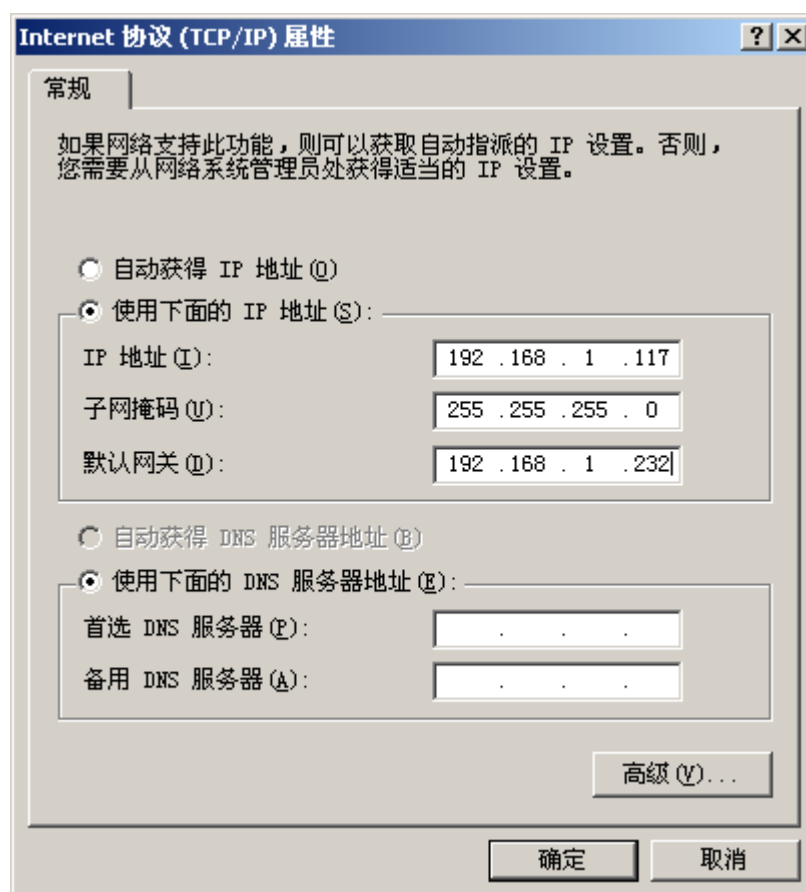 Internet 协议 (TCP/IP) 属性
常规
如果网络支持此功能，则可以获取自动指派的 IP 设置。否则，
您需要从网络系统管理员处获得适当的 IP 设置。
自动获得 IP 地址(O)
使用下面的 IP 地址(S):
IP 地址(I): 192 .168 . 1 .117
子网掩码(U): 255 .255 .255 . 0
默认网关(D): 192 .168 . 1 .232
自动获得 DNS 服务器地址(B)
使用下面的 DNS 服务器地址(E):
首选 DNS 服务器(P): . . .
备用 DNS 服务器(A): . . .
高级(V)...
确定 取消